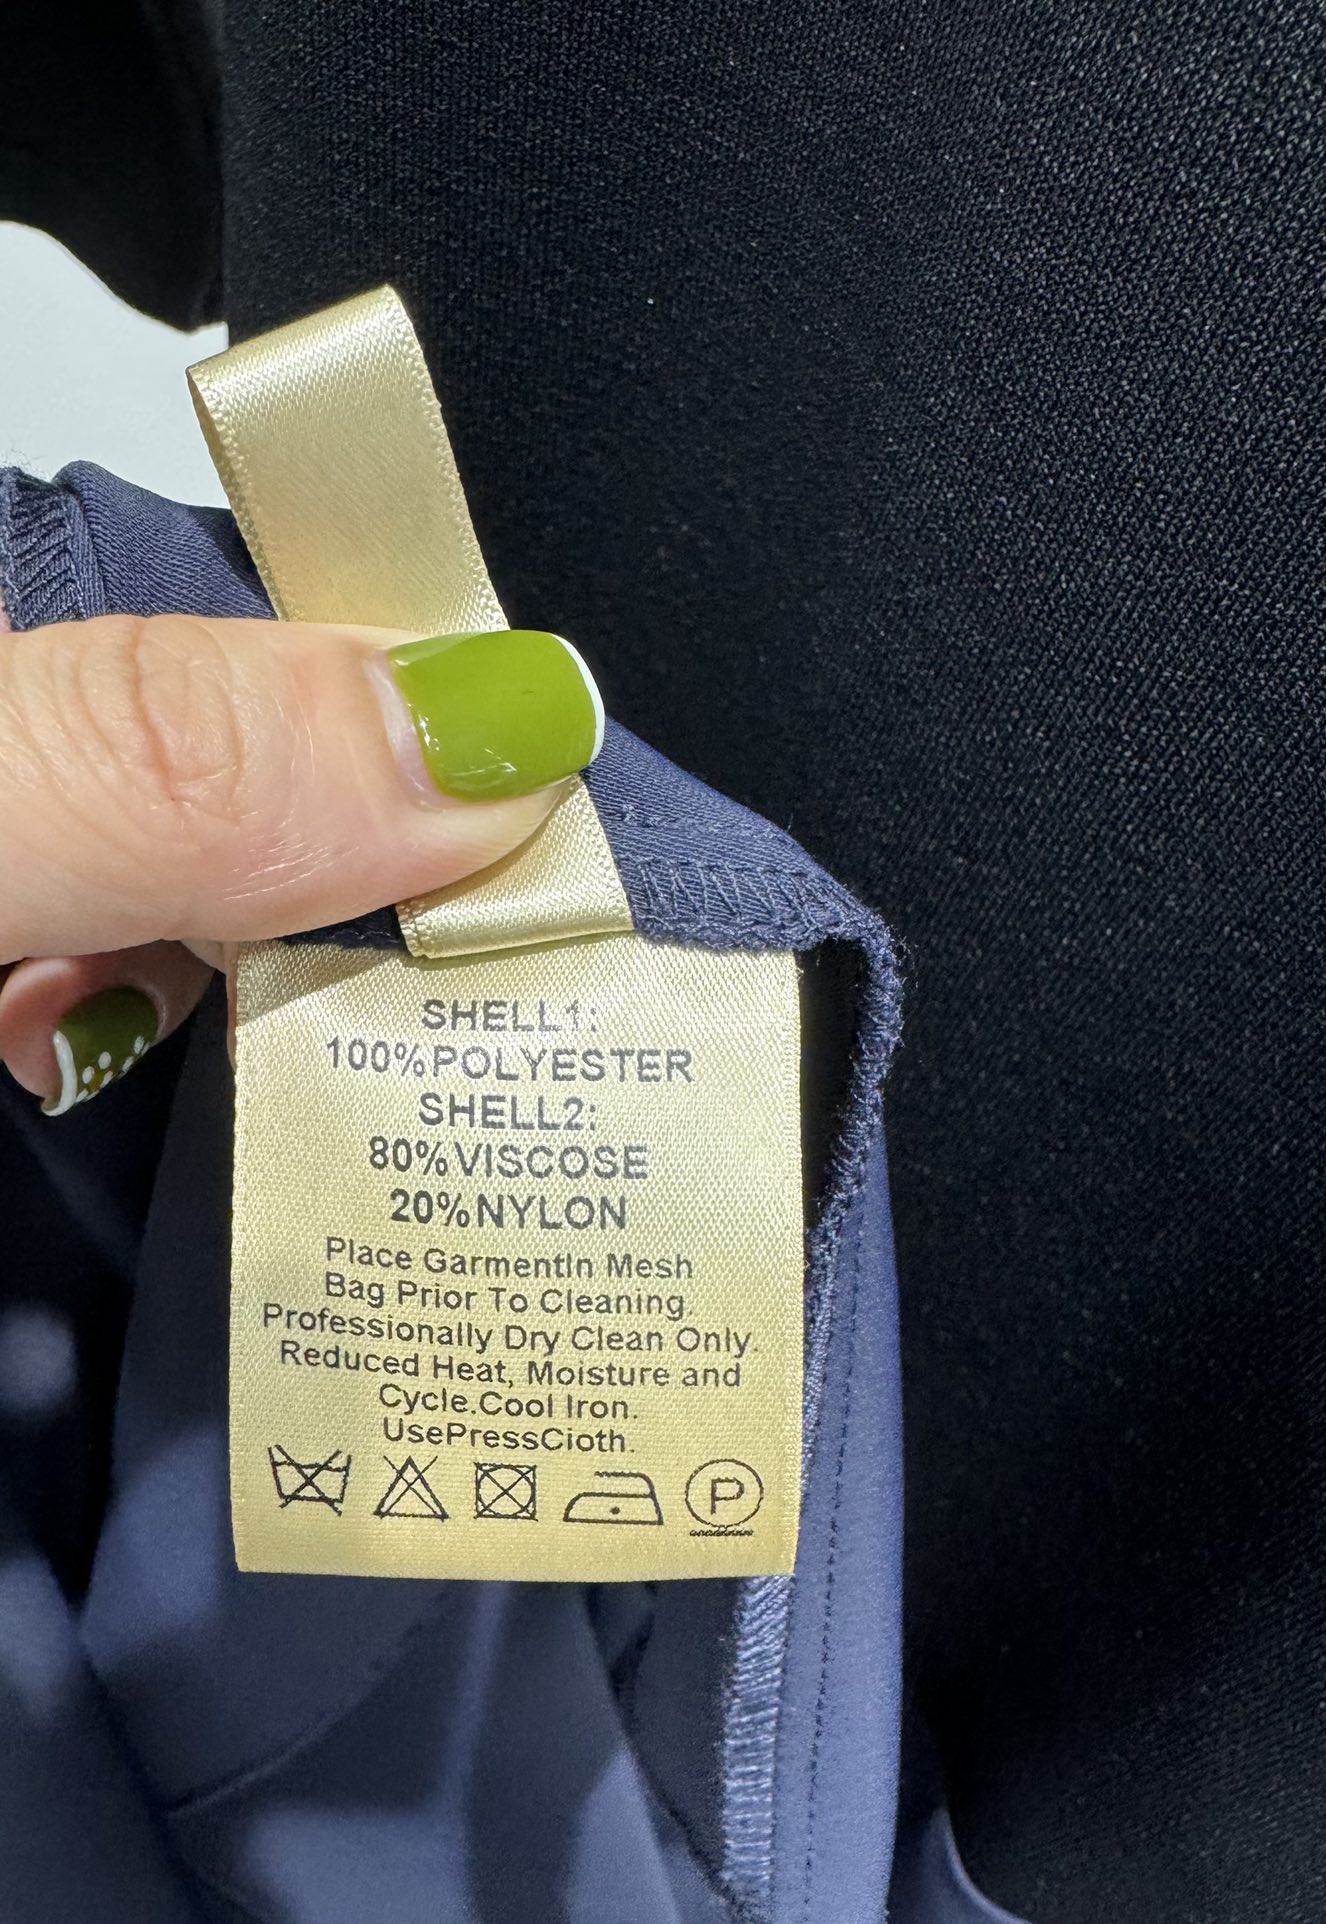 SHELL1:
100%POLYESTER
SHELL2:
80%VISCOSE
20%NYLON
Place GarmentIn Mesh
Bag Prior To Cleaning.
Professionally Dry Clean Only.
Reduced Heat, Moisture and
Cycle.Cool Iron.
UsePressCioth.
P